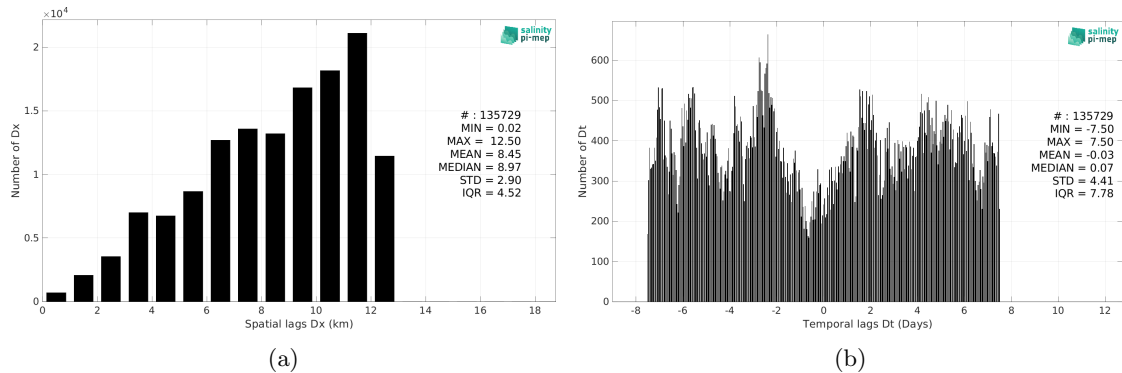 ×10⁴
2
1.5
1
0.5
0
Number of Dx
0 2 4 6 8 10 12 14 16 18
Spatial lags Dx (km)
salinity
pi-mep
# : 135729
MIN = 0.02
MAX = 12.50
MEAN = 8.45
MEDIAN = 8.97
STD = 2.90
IQR = 4.52
(a)
600
500
400
300
200
100
0
Number of Dt
-8 -6 -4 -2 0 2 4 6 8 10 12
Temporal lags Dt (Days)
salinity
pi-mep
# : 135729
MIN = -7.50
MAX = 7.50
MEAN = -0.03
MEDIAN = 0.07
STD = 4.41
IQR = 7.78
(b)